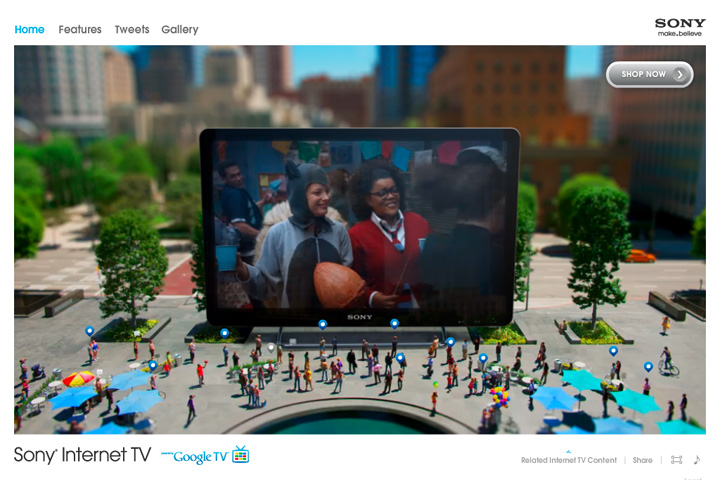 Home Features Tweets Gallery
SONY
make.believe
SHOP NOW
SONY
Sony Internet TV
Google TV
Related Internet TV Content | Share